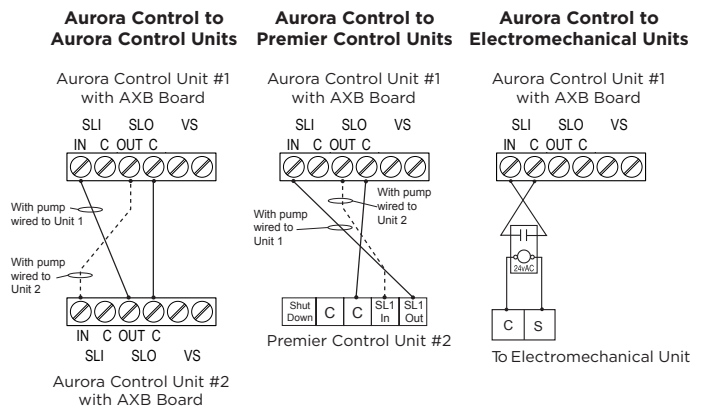 Aurora Control to
Aurora Control Units
Aurora Control Unit #1
with AXB Board
SLI SLO VS
IN C OUT C
With pump
wired to Unit 1
With pump
wired to
Unit 2
IN C OUT C
SLI SLO VS
Aurora Control Unit #2
with AXB Board
Aurora Control to
Premier Control Units
Aurora Control Unit #1
with AXB Board
SLI SLO VS
IN C OUT C
With pump
wired to
Unit 2
With pump
wired to
Unit 1
Shut
Down
C
C
SL1
In
SL1
Out
Premier Control Unit #2
Aurora Control to
Electromechanical Units
Aurora Control Unit #1
with AXB Board
SLI SLO VS
IN C OUT C
24vAC
C
S
To Electromechanical Unit